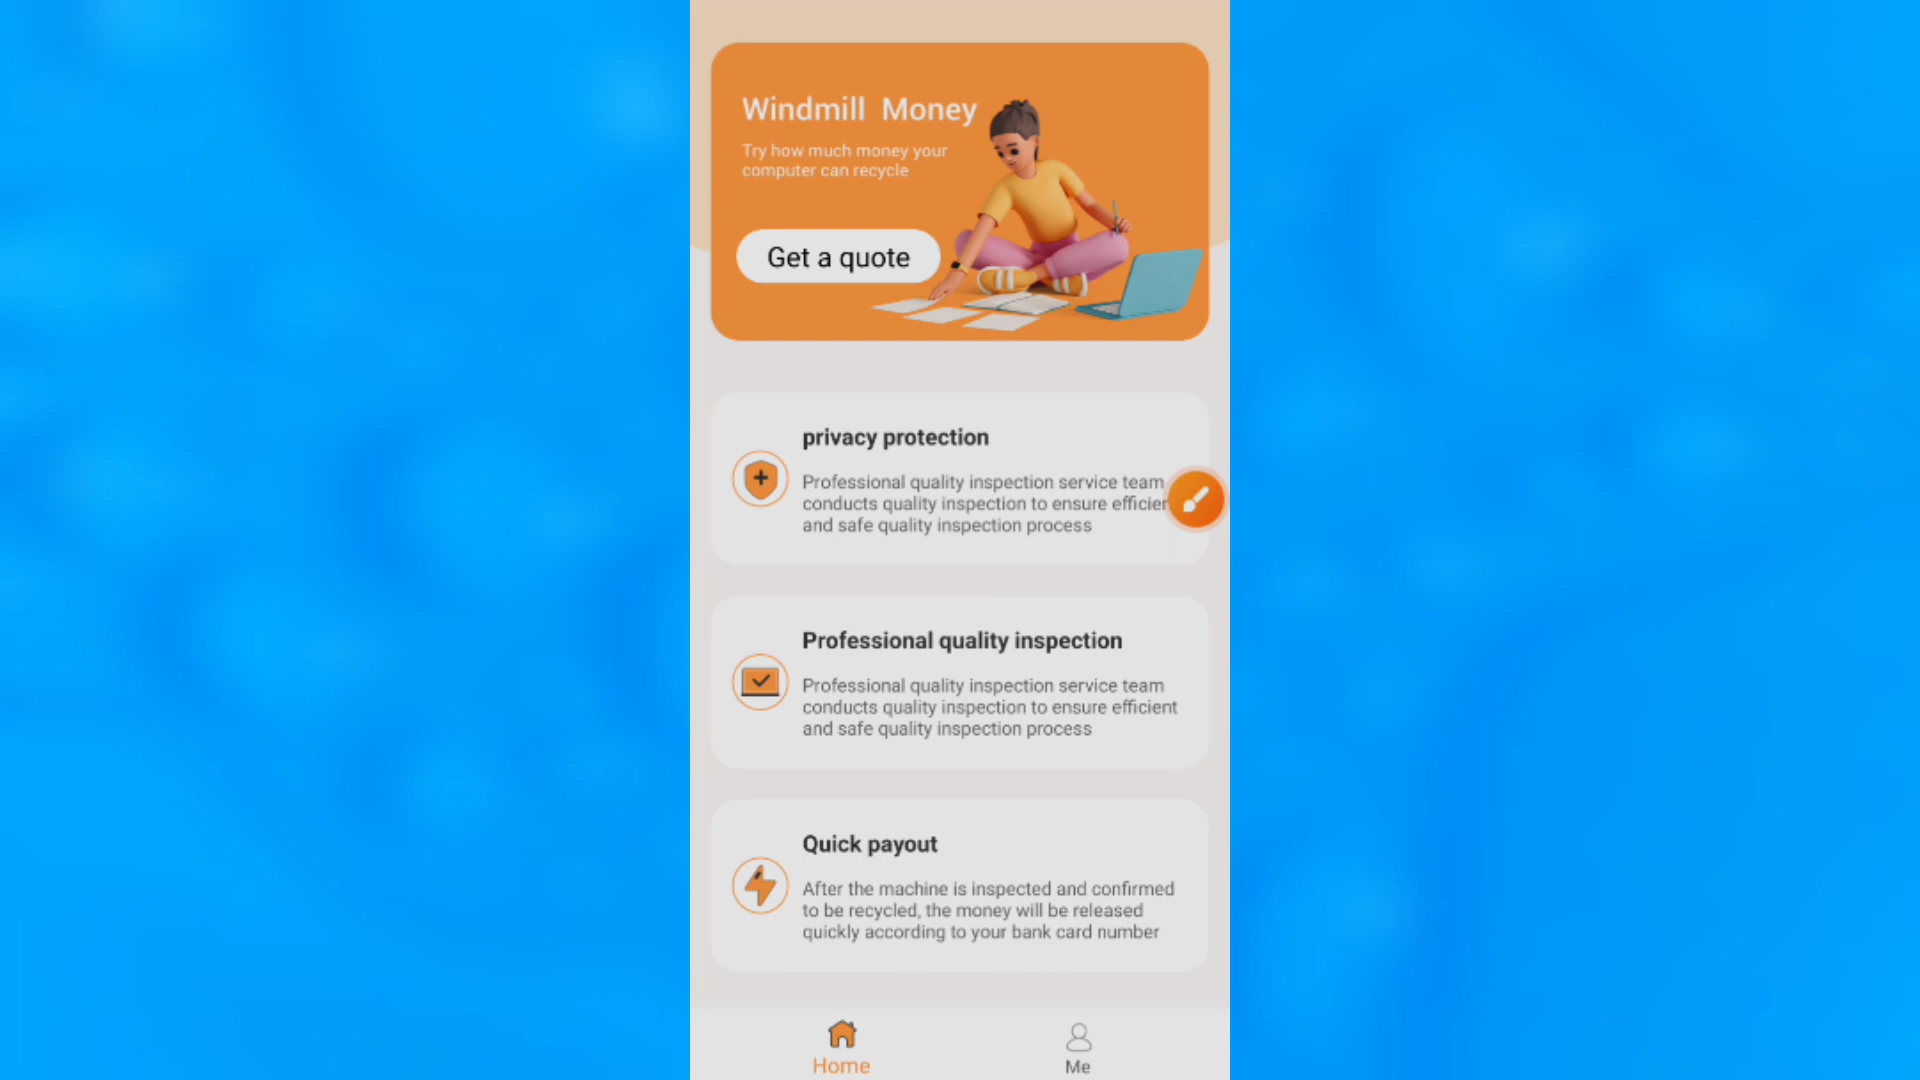 Windmill Money
Try how much money your
computer can recycle
Get a quote
privacy protection
Professional quality inspection service team
conducts quality inspection to ensure
and safe quality inspection process
Professional quality inspection
Professional quality inspection service team
conducts quality inspection to ensure efficient
and safe quality inspection process
Quick payout
After the machine is inspected and confirmed
to be recycled, the money will be released
quickly according to your bank card number
Home
Me